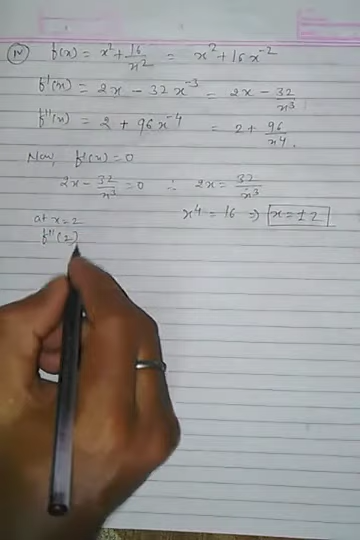 (iv) f(x) = x² + 16/x² = x² + 16x⁻²
f'(x) = 2x - 32x⁻³ = 2x - 32/x³
f''(x) = 2 + 96x⁻⁴ = 2 + 96/x⁴
Now, f'(x) = 0
2x - 32/x³ = 0 ∴ 2x = 32/x³
x⁴ = 16 ⇒ x = ±2
at x = 2
f''(2)